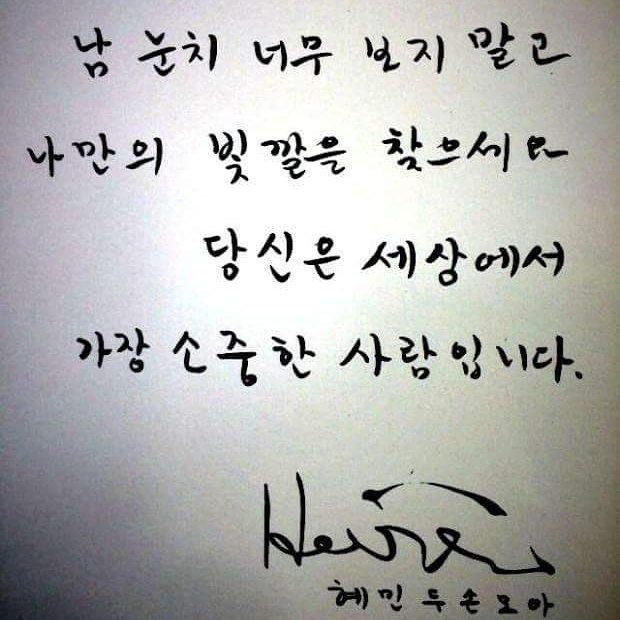 남 눈치 너무 보지 말고
나만의 빛깔을 찾으세요
당신은 세상에서
가장 소중한 사람입니다.
혜민 두손 모아